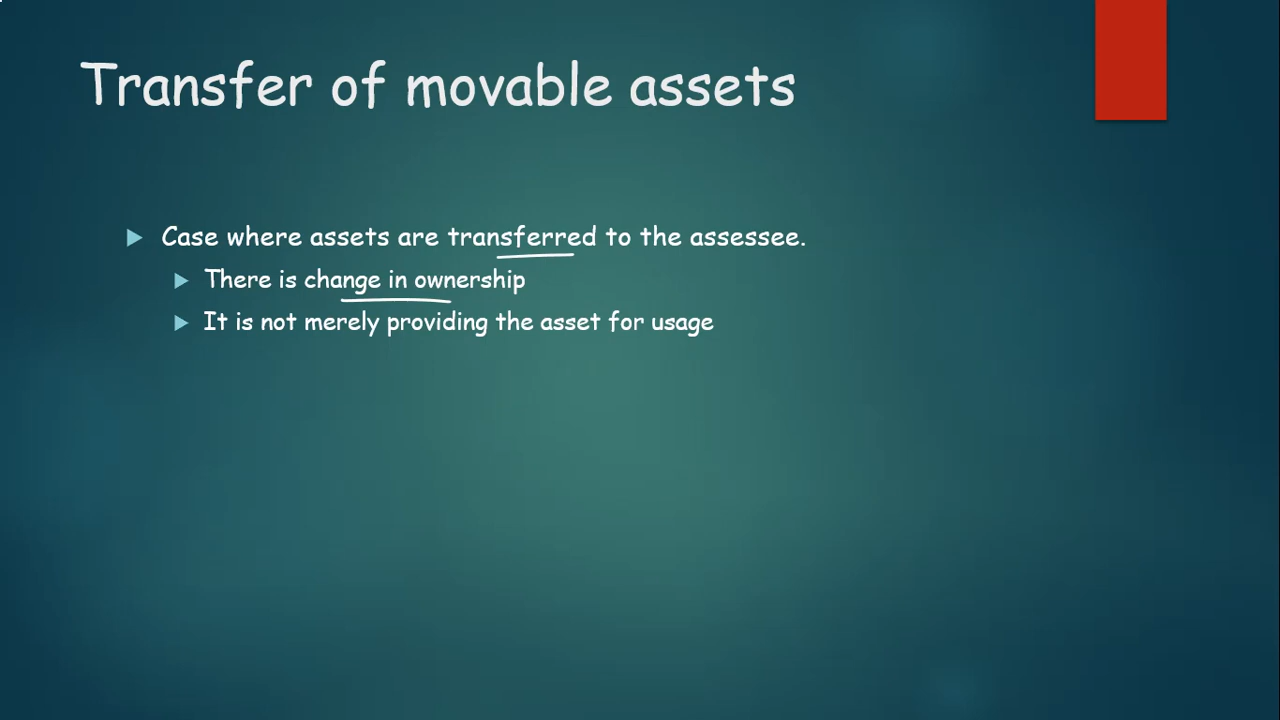 Transfer of movable assets
Case where assets are transferred to the assessee.
There is change in ownership
It is not merely providing the asset for usage